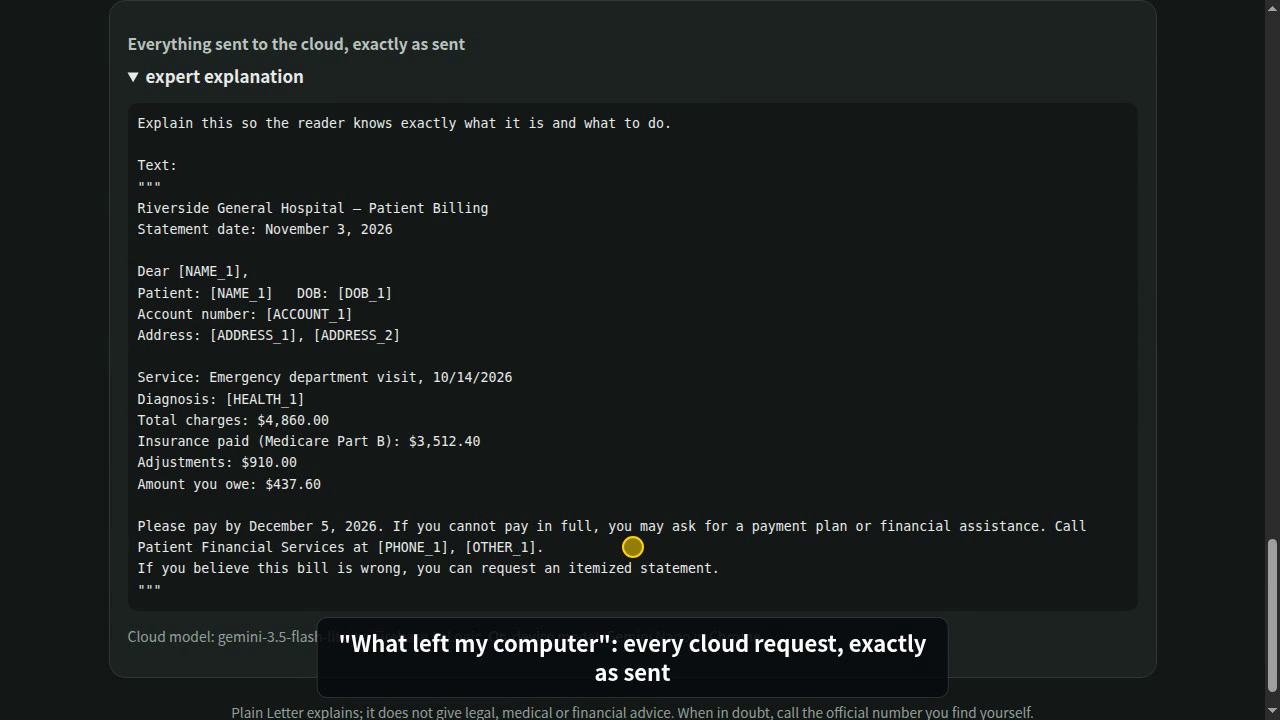 Everything sent to the cloud, exactly as sent
▼ expert explanation
Explain this so the reader knows exactly what it is and what to do.
Text:
"""
Riverside General Hospital — Patient Billing
Statement date: November 3, 2026
Dear [NAME_1],
Patient: [NAME_1]   DOB: [DOB_1]
Account number: [ACCOUNT_1]
Address: [ADDRESS_1], [ADDRESS_2]
Service: Emergency department visit, 10/14/2026
Diagnosis: [HEALTH_1]
Total charges: $4,860.00
Insurance paid (Medicare Part B): $3,512.40
Adjustments: $910.00
Amount you owe: $437.60
Please pay by December 5, 2026. If you cannot pay in full, you may ask for a payment plan or financial assistance. Call
Patient Financial Services at [PHONE_1], [OTHER_1].
If you believe this bill is wrong, you can request an itemized statement.
"""
Cloud model: gemini-3.5-flash
"What left my computer": every cloud request, exactly
as sent
Plain Letter explains; it does not give legal, medical or financial advice. When in doubt, call the official number you find yourself.